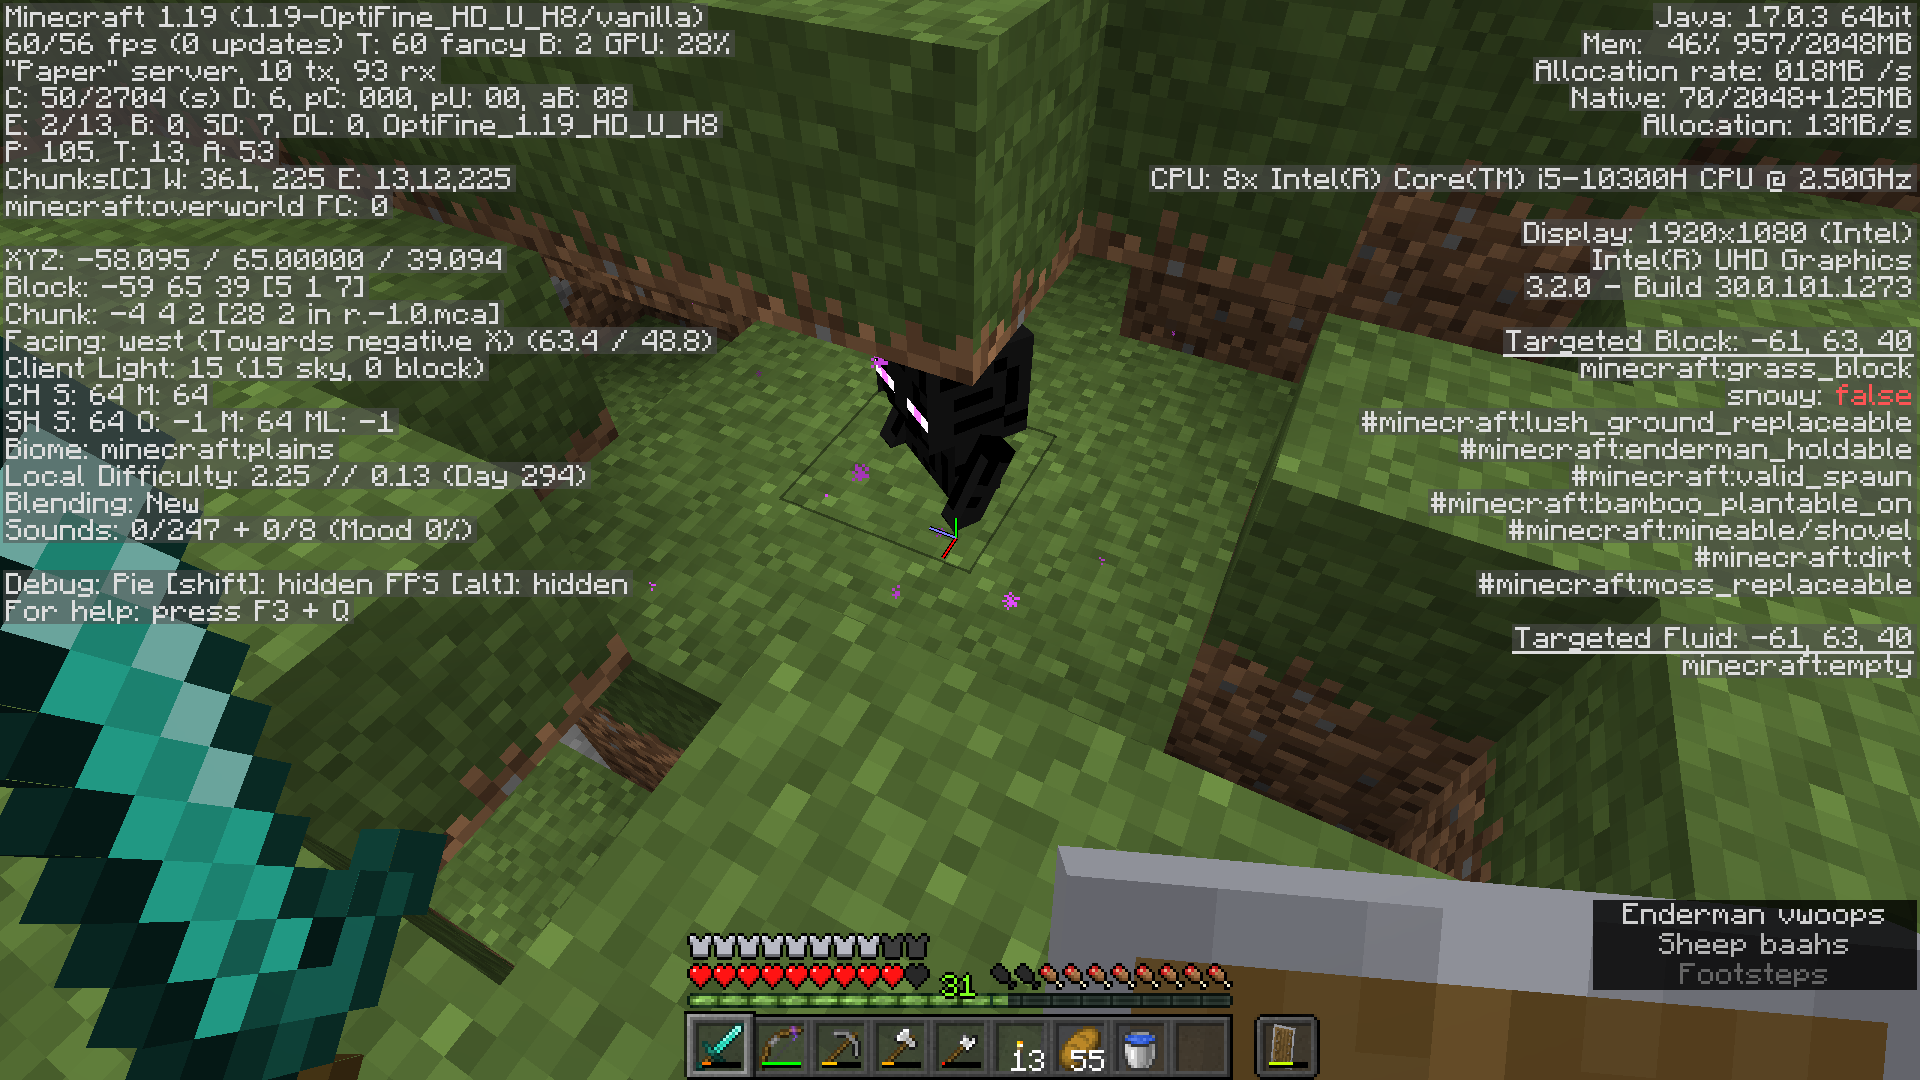 Minecraft 1.19 (1.19-OptiFine_HD_U_H8/vanilla)
60/56 fps (0 updates) T: 60 fancy B: 2 GPU: 28%
"Paper" server, 10 tx, 93 rx
C: 50/2704 (s) D: 6, pC: 000, pU: 00, aB: 08
E: 2/13, B: 0, SD: 7, DL: 0, OptiFine_1.19_HD_U_H8
P: 105. T: 13, A: 53
Chunks[C] W: 361, 225 E: 13,12,225
minecraft:overworld FC: 0
XYZ: -58.095 / 65.00000 / 39.094
Block: -59 65 39 [5 1 7]
Chunk: -4 4 2 [28 2 in r.-1.0.mca]
Facing: west (Towards negative X) (63.4 / 48.8)
Client Light: 15 (15 sky, 0 block)
CH S: 64 M: 64
SH S: 64 O: -1 M: 64 ML: -1
Biome: minecraft:plains
Local Difficulty: 2.25 // 0.13 (Day 294)
Blending: New
Sounds: 0/247 + 0/8 (Mood 0%)
Debug: Pie [shift]: hidden FPS [alt]: hidden
For help: press F3 + Q
Java: 17.0.3 64bit
Mem: 46% 957/2048MB
Allocation rate: 018MB /s
Native: 70/2048+125MB
Allocation: 13MB/s
CPU: 8x Intel(R) Core(TM) i5-10300H CPU @ 2.50GHz
Display: 1920x1080 (Intel)
Intel(R) UHD Graphics
3.2.0 - Build 30.0.101.1273
Targeted Block: -61, 63, 40
minecraft:grass_block
snowy: false
#minecraft:lush_ground_replaceable
#minecraft:enderman_holdable
#minecraft:valid_spawn
#minecraft:bamboo_plantable_on
#minecraft:mineable/shovel
#minecraft:dirt
#minecraft:moss_replaceable
Targeted Fluid: -61, 63, 40
minecraft:empty
Enderman vwoops
Sheep baahs
Footsteps
31
13
55